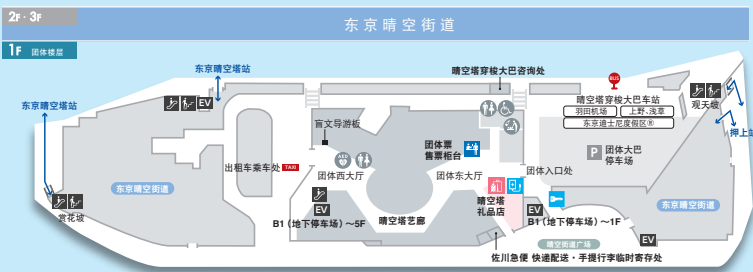 2F・3F
东京晴空街道
1F 团体楼层
东京晴空塔站
晴空塔穿梭大巴咨询处
BUS
东京晴空塔站
EV
晴空塔穿梭大巴车站
羽田机场
上野、浅草
东京迪士尼度假区®
观天坡
押上站
盲文导游板
团体票
售票柜台
P
团体大巴
停车场
AED
出租车乘车处
TAXI
团体西大厅
团体东大厅
团体入口处
东京晴空街道
东京晴空街道
赏花坡
EV
B1(地下停车场)～5F
晴空塔艺廊
晴空塔
礼品店
EV
B1(地下停车场)～1F
晴空街道广场
EV
佐川急便 快递配送・手提行李临时寄存处